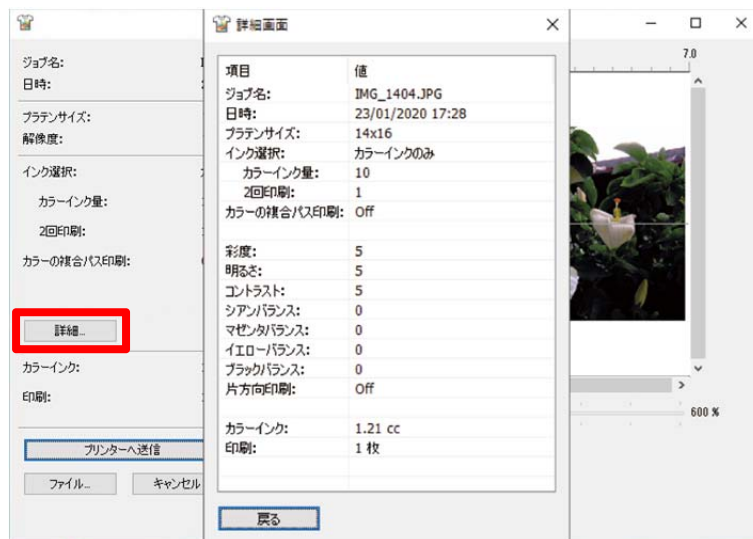 ジョブ名:
日時:
プラテンサイズ:
解像度:
インク選択:
カラーインク量:
2回印刷:
カラーの複合パス印刷:
詳細...
カラーインク:
印刷:
プリンターへ送信
ファイル...
キャンセル
詳細画面
項目 値
ジョブ名: IMG_1404.JPG
日時: 23/01/2020 17:28
プラテンサイズ: 14x16
インク選択: カラーインクのみ
カラーインク量: 10
2回印刷: 1
カラーの複合パス印刷: Off
彩度: 5
明るさ: 5
コントラスト: 5
シアンバランス: 0
マゼンタバランス: 0
イエローバランス: 0
ブラックバランス: 0
片方向印刷: Off
カラーインク: 1.21 cc
印刷: 1 枚
戻る
7.0
600 %